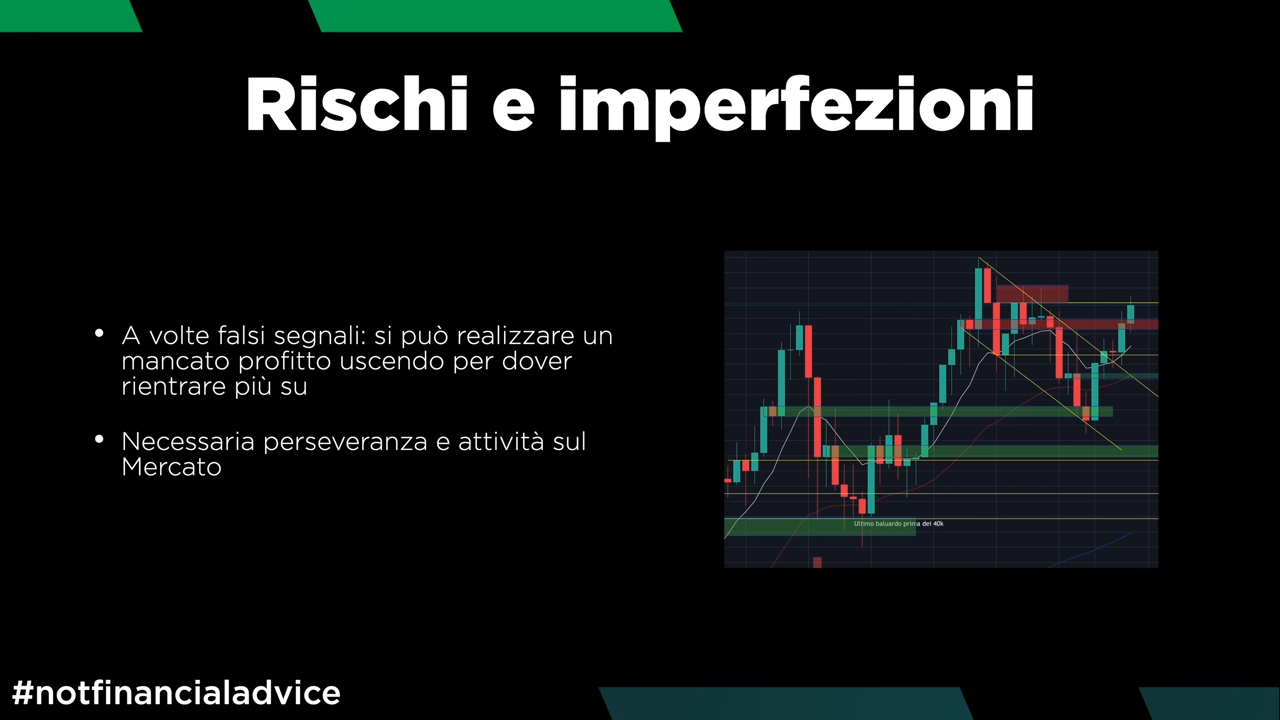 Rischi e imperfezioni
• A volte falsi segnali: si può realizzare un
mancato profitto uscendo per dover
rientrare più su
• Necessaria perseveranza e attività sul
Mercato
Ultimo baluardo prima dei 40k
#notfinancialadvice